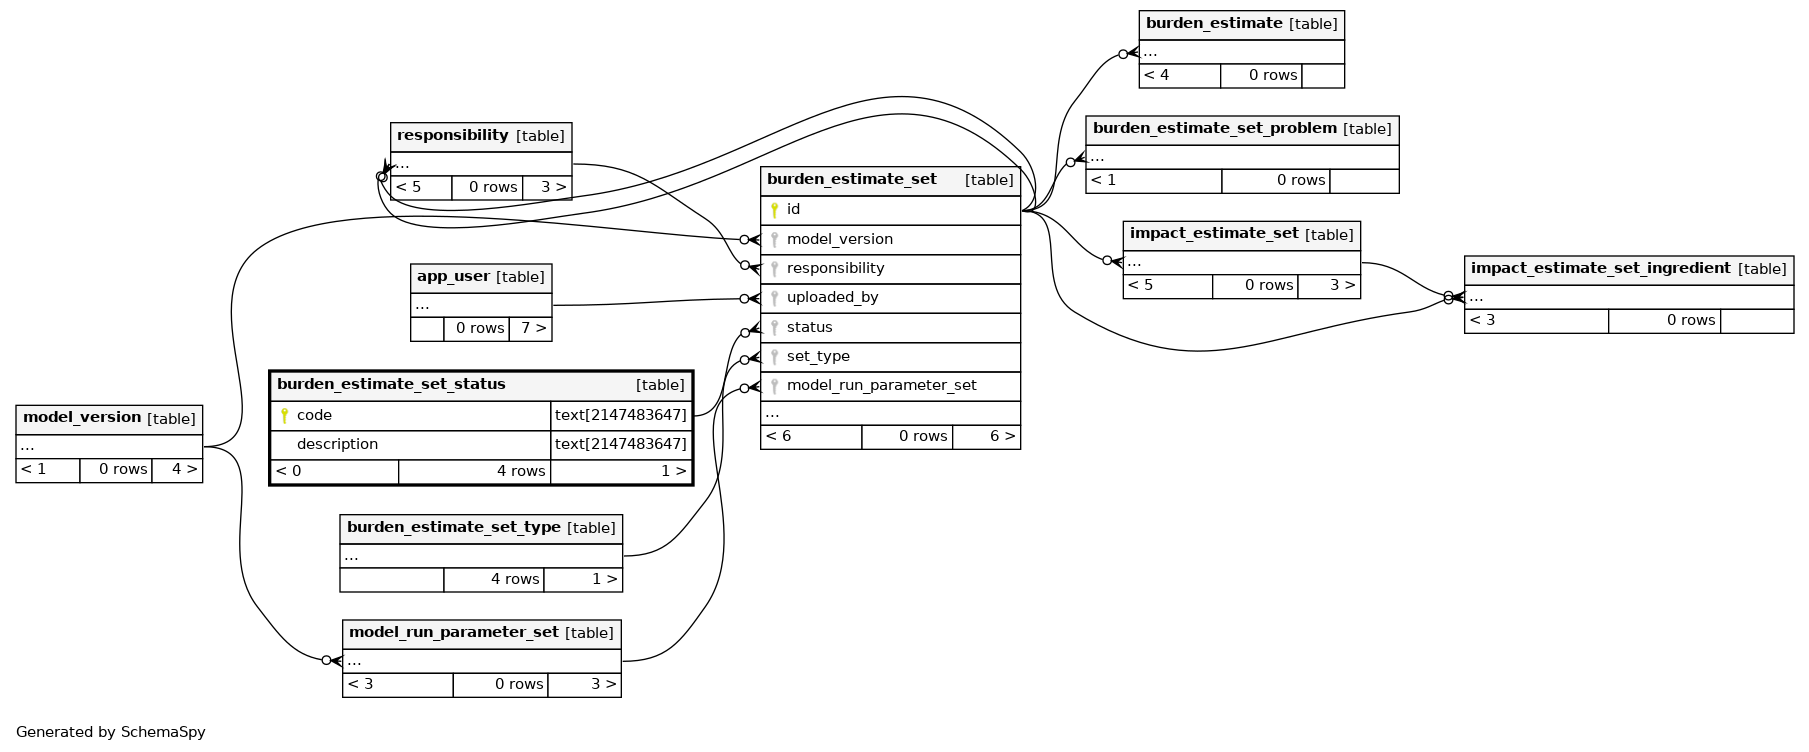 burden_estimate [table]
...
< 4 0 rows
burden_estimate_set_problem [table]
...
< 1 0 rows
responsibility [table]
...
< 5 0 rows 3 >
burden_estimate_set [table]
id
model_version
responsibility
uploaded_by
status
set_type
model_run_parameter_set
...
< 6 0 rows 6 >
impact_estimate_set [table]
...
< 5 0 rows 3 >
impact_estimate_set_ingredient [table]
...
< 3 0 rows
app_user [table]
...
0 rows 7 >
burden_estimate_set_status [table]
code text[2147483647]
description text[2147483647]
< 0 4 rows 1 >
model_version [table]
...
< 1 0 rows 4 >
burden_estimate_set_type [table]
...
4 rows 1 >
model_run_parameter_set [table]
...
< 3 0 rows 3 >
Generated by SchemaSpy